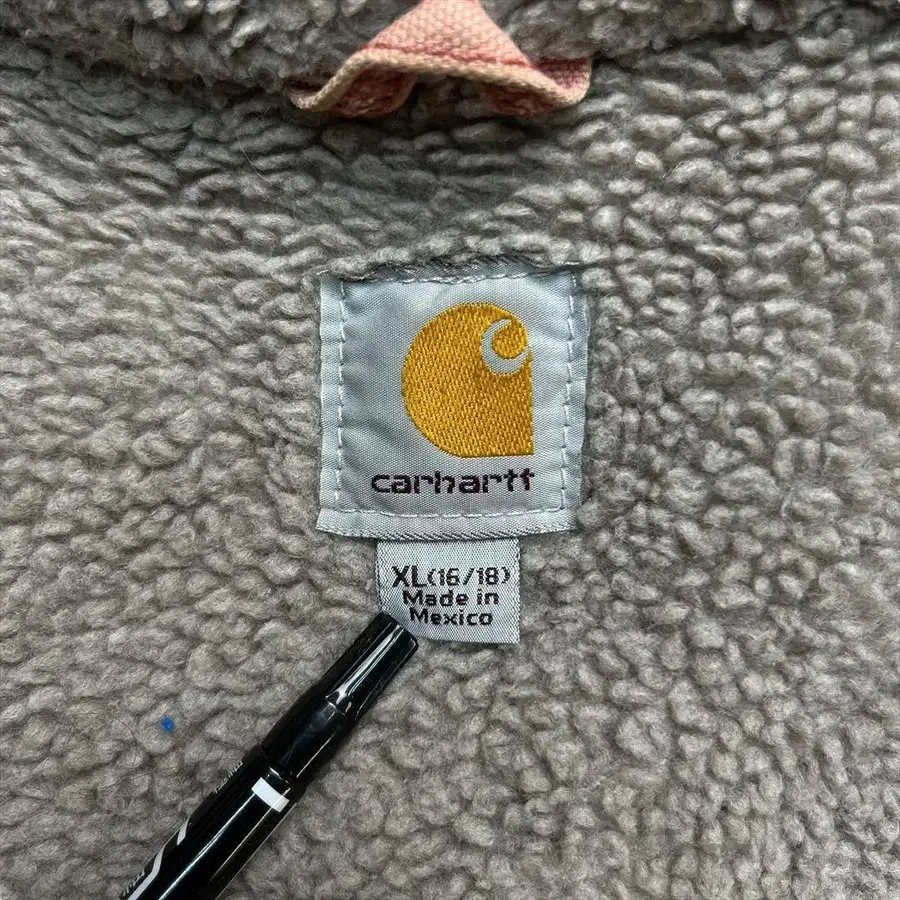 carhartt
XL(16/18)
Made in
Mexico